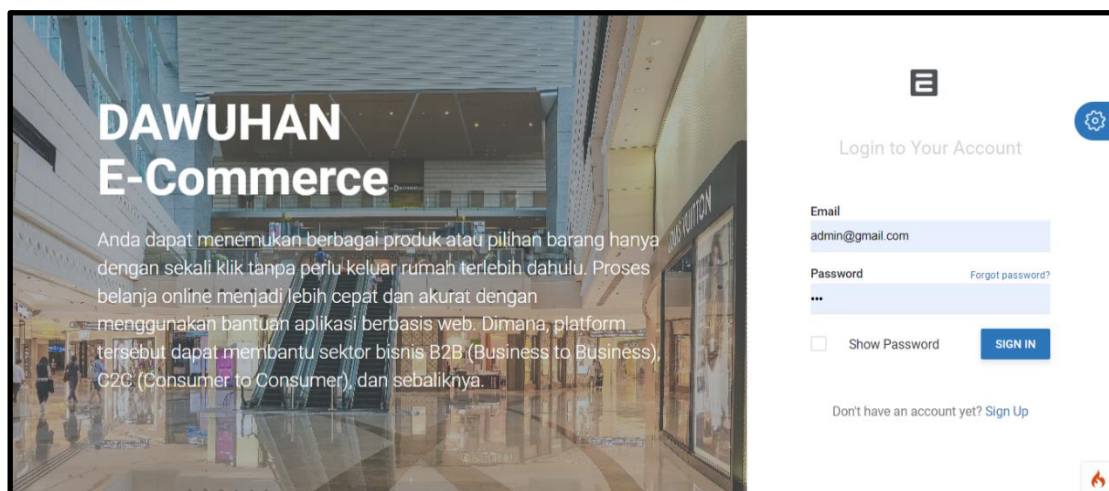 DAWUHAN
E-Commerce
Anda dapat menemukan berbagai produk atau pilihan barang hanya
dengan sekali klik tanpa perlu keluar rumah terlebih dahulu. Proses
belanja online menjadi lebih cepat dan akurat dengan
menggunakan bantuan aplikasi berbasis web. Dimana, platform
tersebut dapat membantu sektor bisnis B2B (Business to Business),
C2C (Consumer to Consumer), dan sebaliknya.
LOUIS VUITTON
Login to Your Account
Email
admin@gmail.com
Password
Forgot password?
•••
Show Password
SIGN IN
Don't have an account yet? Sign Up